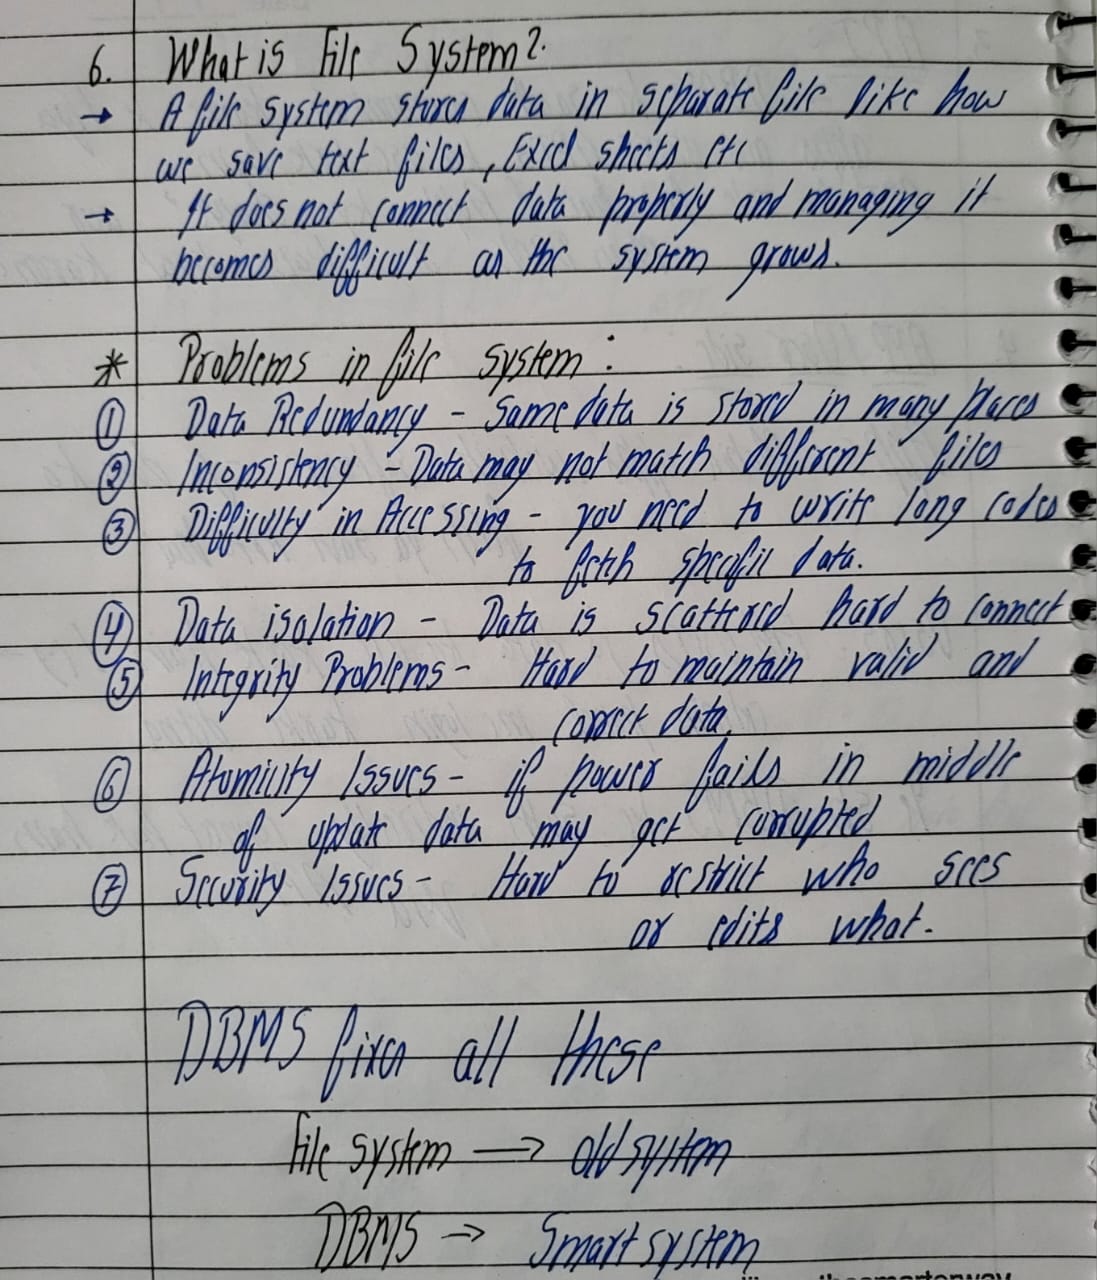 6. What is File System?
→ A file system stores data in separate file like how
we save text files, Excel sheets etc
→ It does not connect data properly and managing it
becomes difficult as the system grows.
* Problems in file system :
① Data Redundancy - Same data is stored in many places
② Inconsistency - Data may not match different files
③ Difficulty in Accessing - you need to write long codes
to fetch specific data.
④ Data isolation - Data is scattered hard to connect
⑤ Integrity Problems - Hard to maintain valid and
correct data.
⑥ Atomicity Issues - if power fails in middle
of update data may get corrupted
⑦ Security Issues - Hard to restrict who sees
or edits what.
DBMS fixes all these
File system → old system
DBMS → Smart system